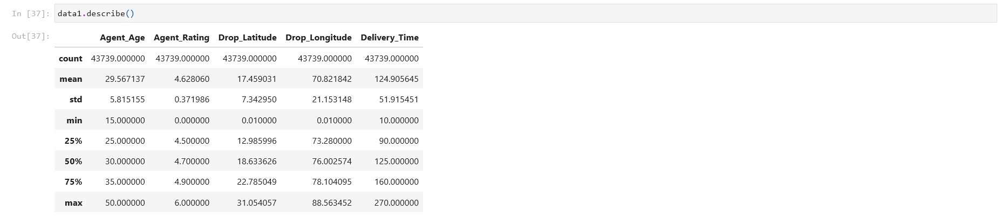 In [37]: data1.describe()
Out[37]:
Agent_Age Agent_Rating Drop_Latitude Drop_Longitude Delivery_Time
count 43739.000000 43739.000000 43739.000000 43739.000000 43739.000000
mean 29.567137 4.628060 17.459031 70.821842 124.905645
std 5.815155 0.371986 7.342950 21.153148 51.915451
min 15.000000 0.000000 0.010000 0.010000 10.000000
25% 25.000000 4.500000 12.985996 73.280000 90.000000
50% 30.000000 4.700000 18.633626 76.002574 125.000000
75% 35.000000 4.900000 22.785049 78.104095 160.000000
max 50.000000 6.000000 31.054057 88.563452 270.000000